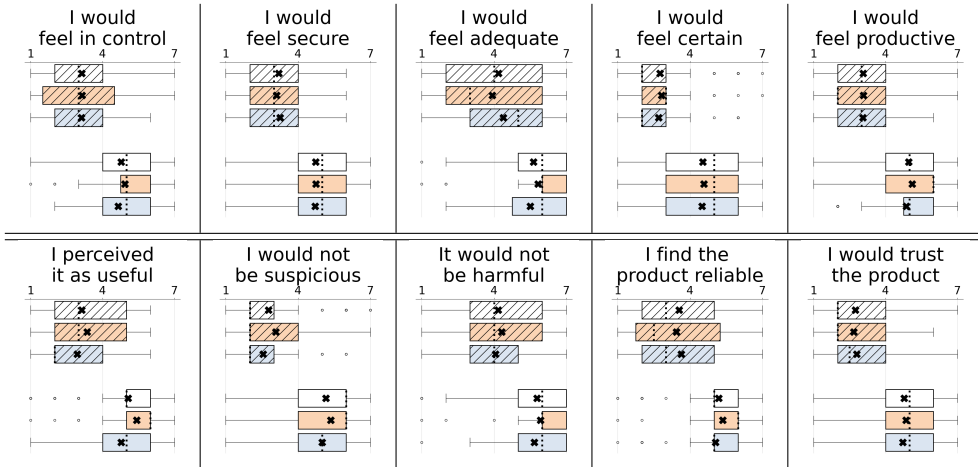 I would
feel in control
1 4 7
I would
feel secure
1 4 7
I would
feel adequate
1 4 7
I would
feel certain
1 4 7
I would
feel productive
1 4 7
I perceived
it as useful
1 4 7
I would not
be suspicious
1 4 7
It would not
be harmful
1 4 7
I find the
product reliable
1 4 7
I would trust
the product
1 4 7